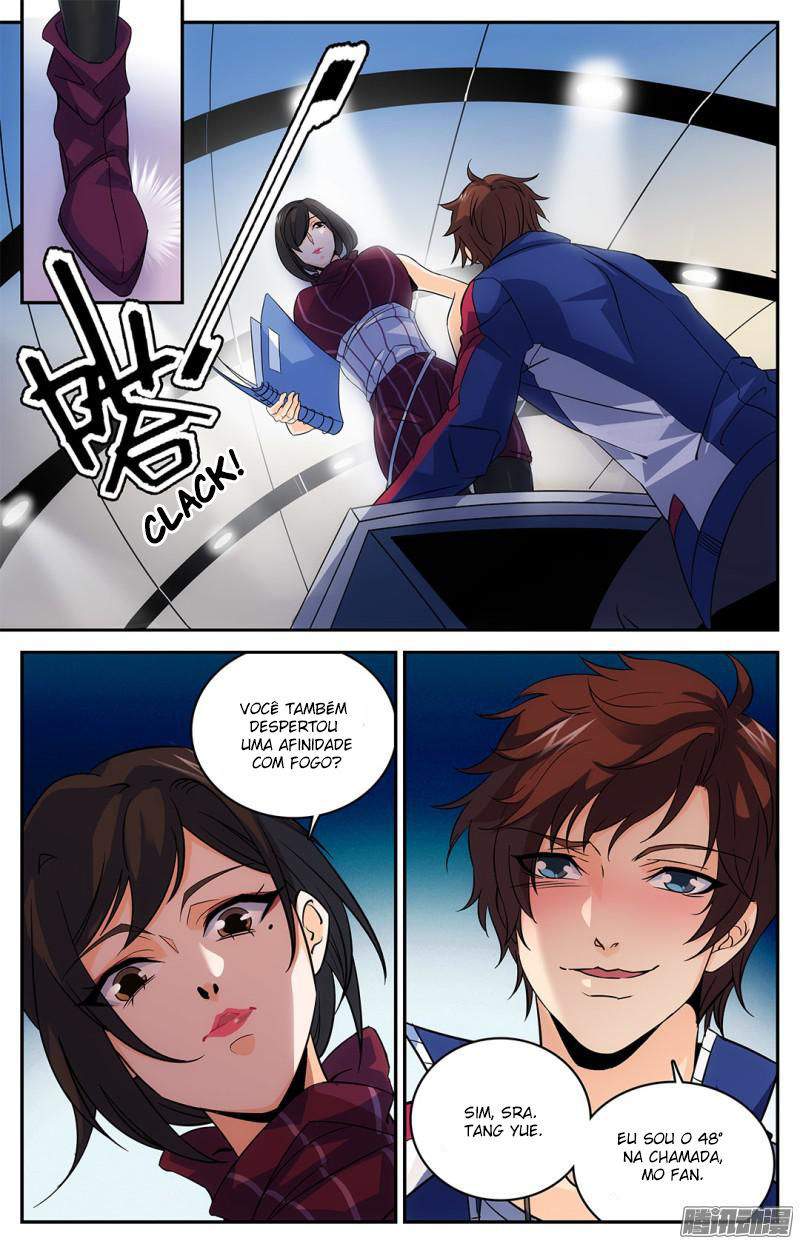 嗒
CLACK!
VOCÊ TAMBÉM
DESPERTOU
UMA AFINIDADE
COM FOGO?
SIM, SRA.
TANG YUE.
EU SOU O 48°
NA CHAMADA,
MO FAN.
腾讯动漫